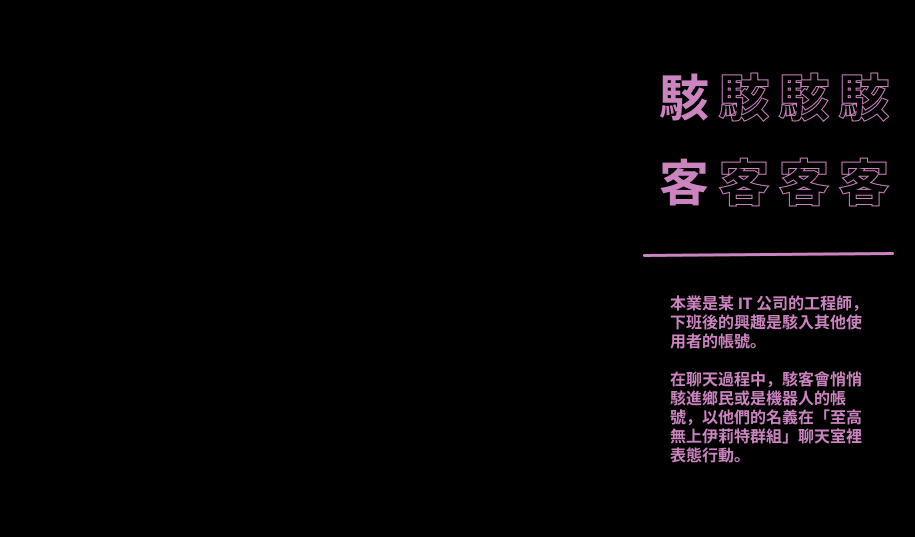 駭駭駭駭
客客客客
本業是某 IT 公司的工程師，
下班後的興趣是駭入其他使
用者的帳號。
在聊天過程中，駭客會悄悄
駭進鄉民或是機器人的帳
號，以他們的名義在「至高
無上伊莉特群組」聊天室裡
表態行動。